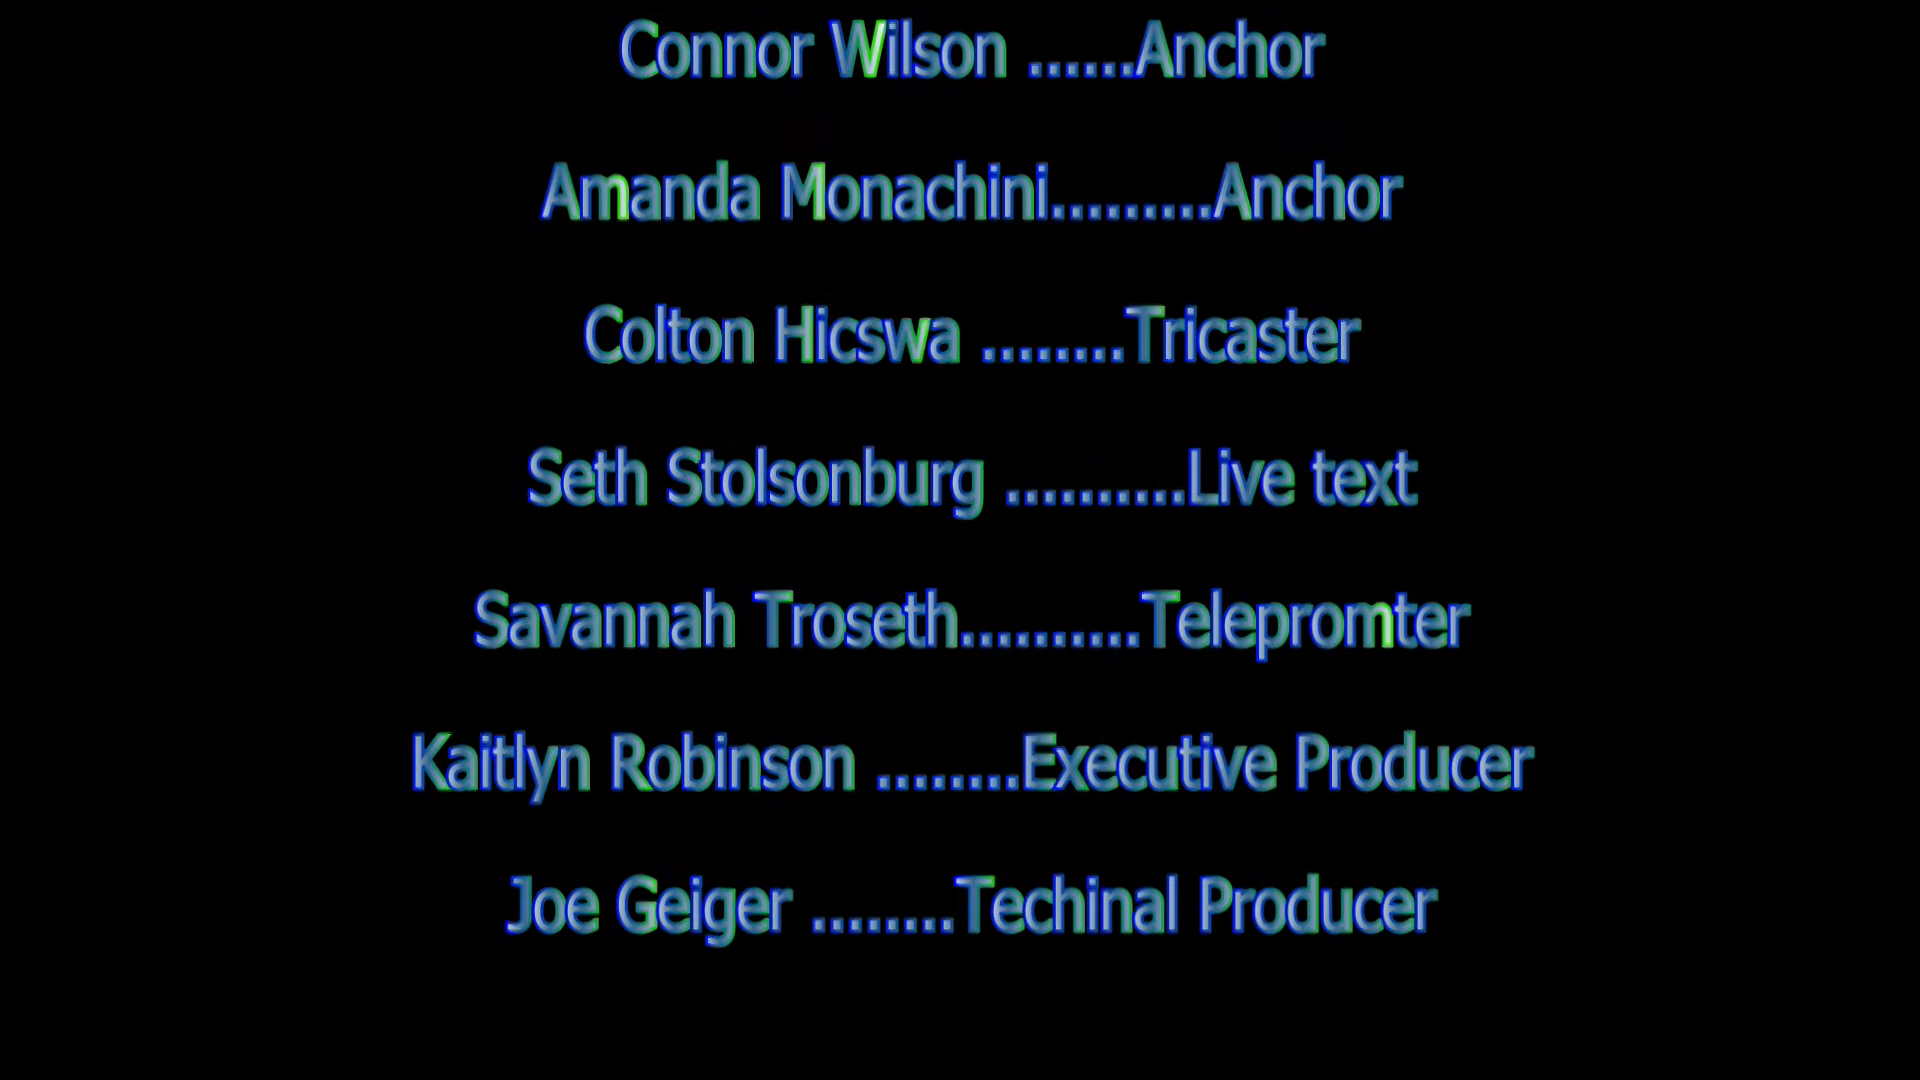 Connor Wilson ......Anchor
Amanda Monachini.........Anchor
Colton Hicswa ........Tricaster
Seth Stolsonburg ..........Live text
Savannah Troseth..........Telepromter
Kaitlyn Robinson ........Executive Producer
Joe Geiger ........Techinal Producer